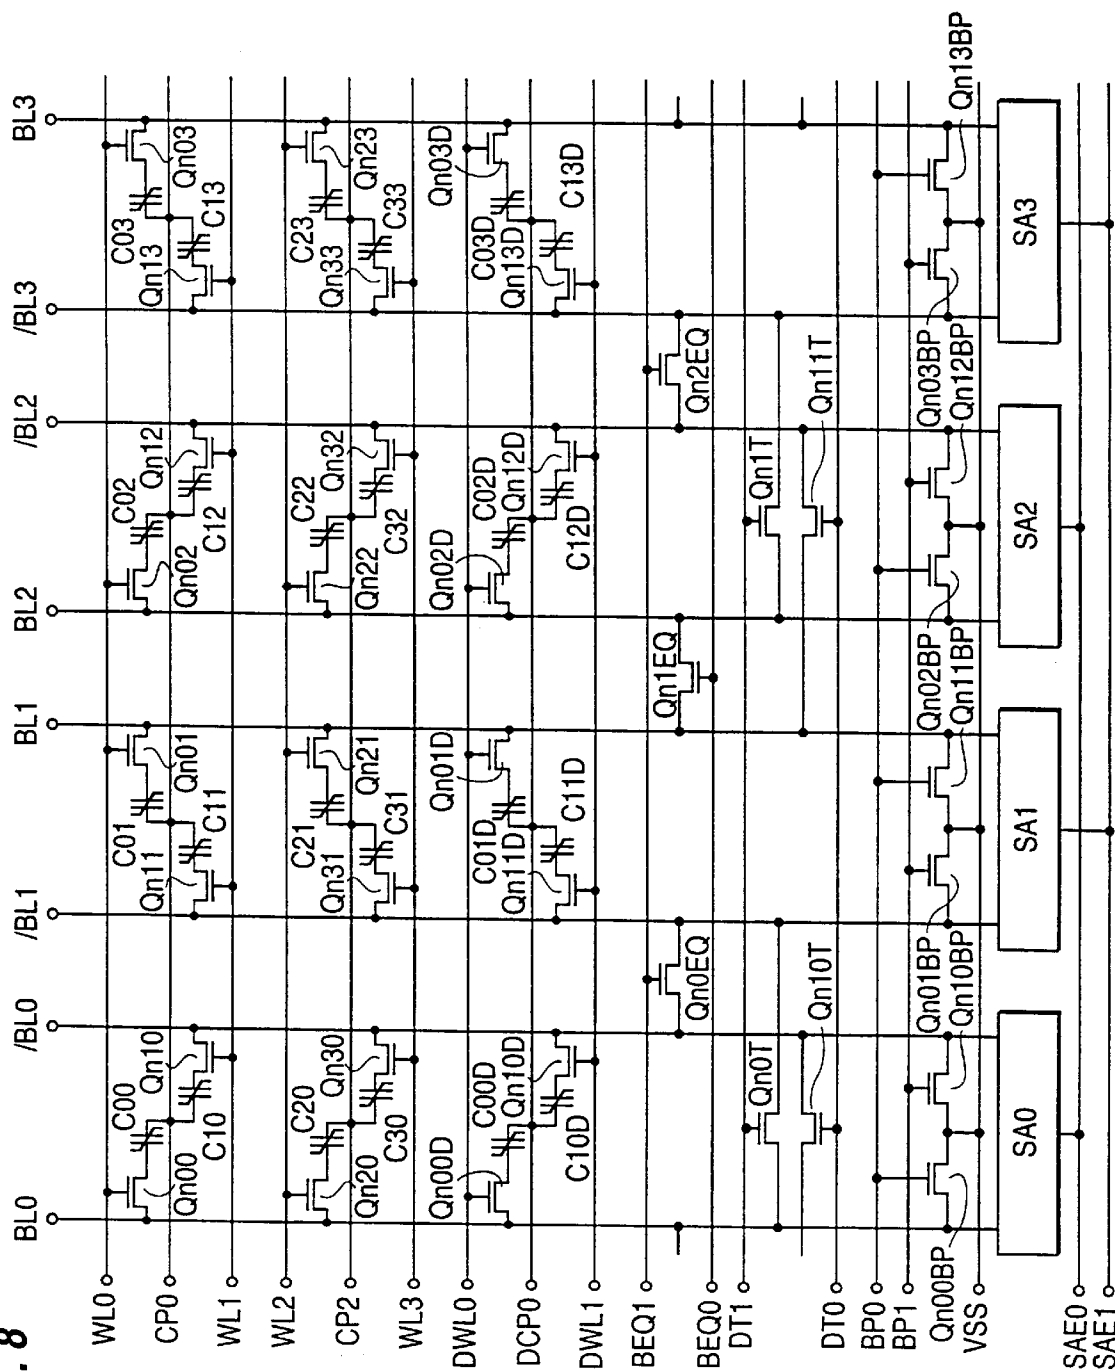 . 8
BL0 /BL0 /BL1 BL1 BL2 /BL2 /BL3 BL3
WL0
CP0
WL1
Qn00 C00 C10 Qn10
Qn11 C01 C11 Qn01
Qn02 C02 C12 Qn12
Qn13 C03 C13 Qn03
WL2
CP2
WL3
Qn20 C20 C30 Qn30
Qn31 C21 C31 Qn21
Qn22 C22 C32 Qn32
Qn33 C23 C33 Qn23
DWL0
DCP0
DWL1
Qn00D C00D C10D Qn10D
Qn11D C01D C11D Qn01D
Qn02D C02D C12D Qn12D
Qn13D C03D C13D Qn03D
BEQ1
BEQ0
Qn0EQ Qn1EQ Qn2EQ
DT1
DT0
Qn0T Qn10T Qn1T Qn11T
BP0
BP1
Qn00BP
VSS
Qn10BP
Qn01BP
Qn11BP
Qn02BP
Qn12BP
Qn03BP
Qn13BP
SA0 SA1 SA2 SA3
SAE0
SAE1